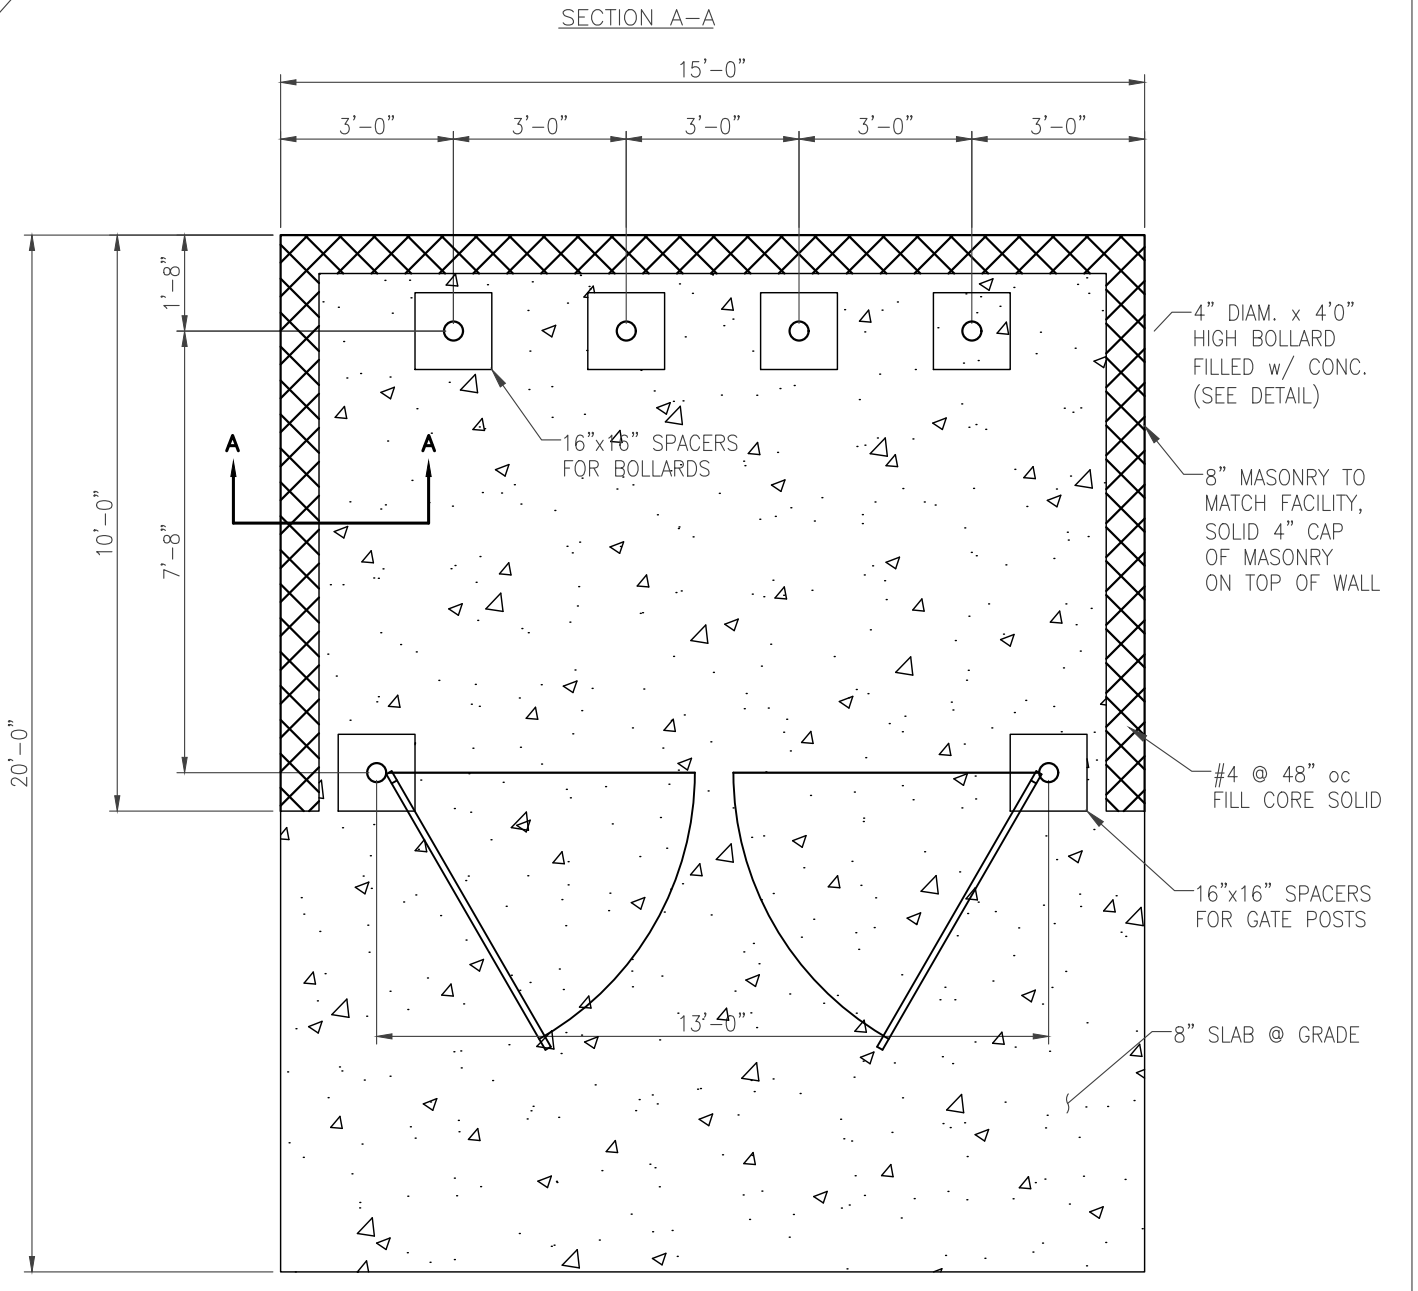 SECTION A-A
15'-0"
3'-0" 3'-0" 3'-0" 3'-0" 3'-0"
1'-8"
4" DIAM. x 4'0"
HIGH BOLLARD
FILLED w/ CONC.
(SEE DETAIL)
A A
16"x16" SPACERS
FOR BOLLARDS
8" MASONRY TO
MATCH FACILITY,
SOLID 4" CAP
OF MASONRY
ON TOP OF WALL
10'-0"
7'-8"
20'-0"
#4 @ 48" oc
FILL CORE SOLID
16"x16" SPACERS
FOR GATE POSTS
13'-0"
8" SLAB @ GRADE